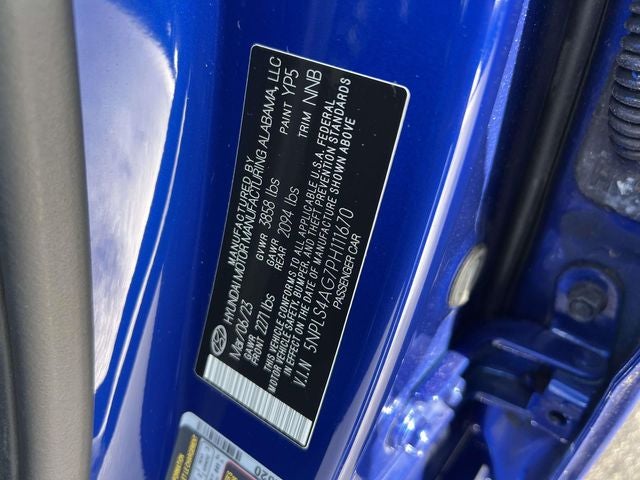 MANUFACTURED BY
HYUNDAI MOTOR MANUFACTURING ALABAMA, LLC
Mar/06/23 GVWR 3858 lbs PAINT YP5
GAWR FRONT 2271 lbs GAWR REAR 2094 lbs TRIM NNB
THIS VEHICLE CONFORMS TO ALL APPLICABLE U.S.A. FEDERAL
MOTOR VEHICLE SAFETY, BUMPER, AND THEFT PREVENTION STANDARDS
IN EFFECT ON THE DATE OF MANUFACTURE SHOWN ABOVE
V.I.N 5NPLS4AG7PH111670
PASSENGER CAR